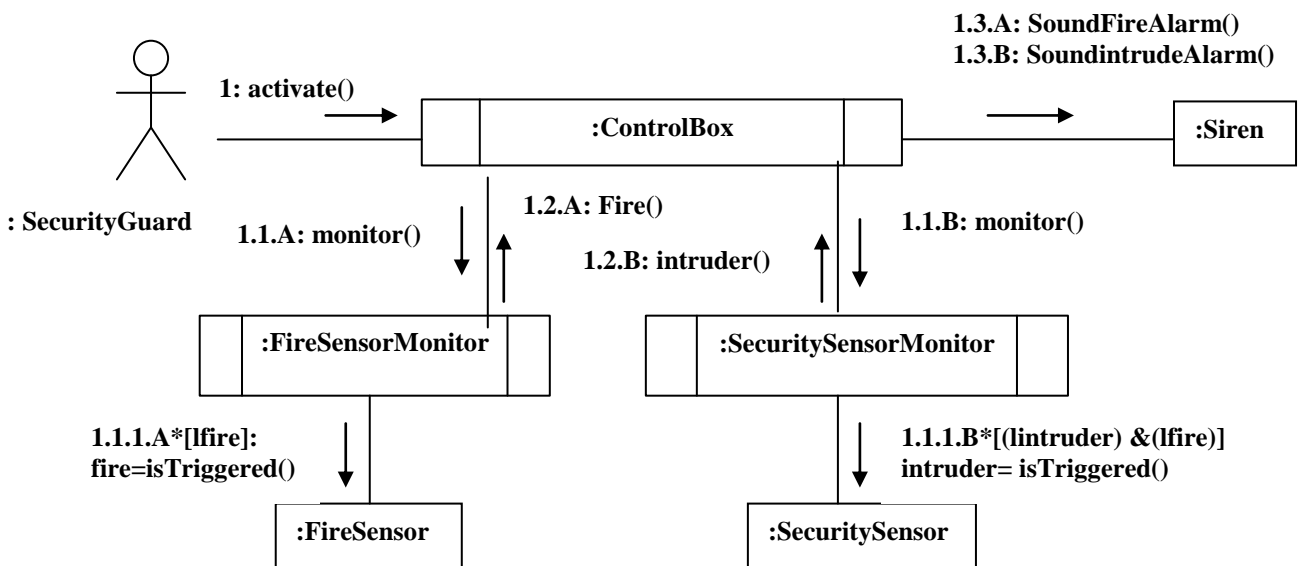 1.3.A: SoundFireAlarm()
1.3.B: SoundintrudeAlarm()
1: activate()
:ControlBox
:Siren
: SecurityGuard
1.1.A: monitor()
1.2.A: Fire()
1.2.B: intruder()
1.1.B: monitor()
:FireSensorMonitor
:SecuritySensorMonitor
1.1.1.A*[lfire]:
fire=isTriggered()
1.1.1.B*[(lintruder) &(lfire)]
intruder= isTriggered()
:FireSensor
:SecuritySensor